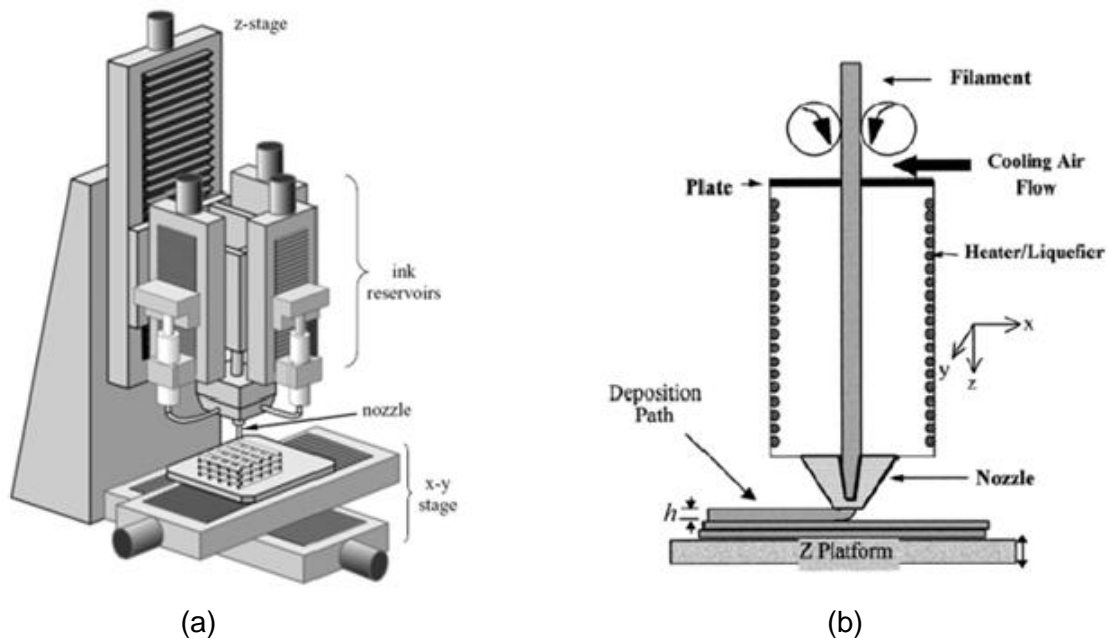 z-stage
ink
reservoirs
nozzle
x-y
stage
(a)
Filament
Cooling Air
Flow
Plate
Heater/Liquefier
x
y
z
Deposition
Path
Nozzle
h
Z Platform
(b)